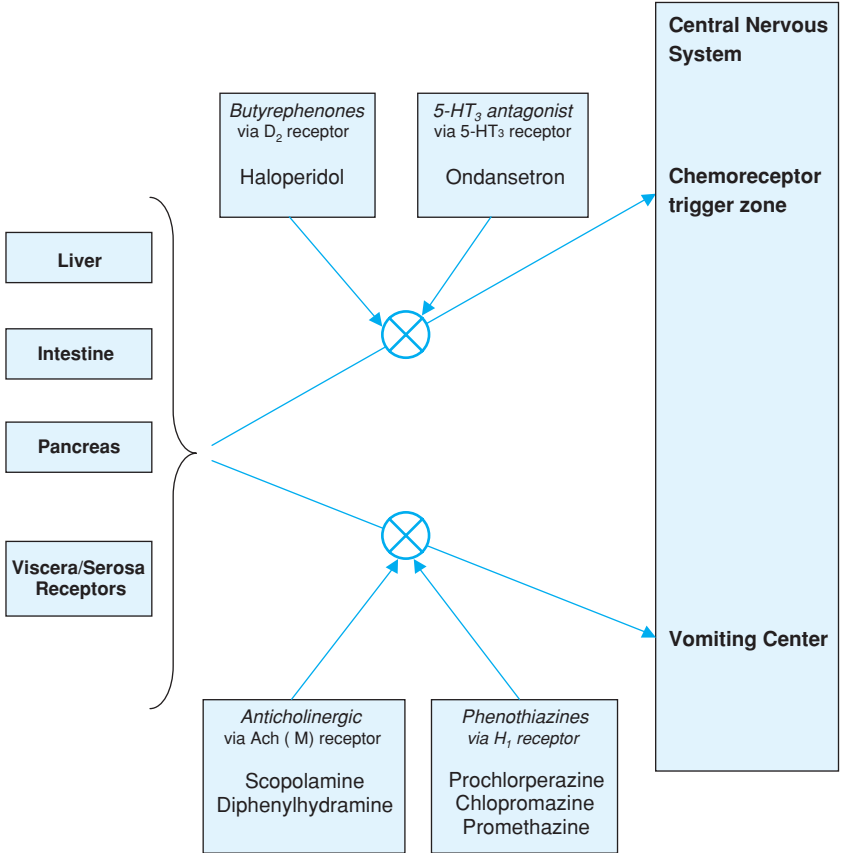 Central Nervous
System
Butyrephenones
via D₂ receptor
Haloperidol
5-HT₃ antagonist
via 5-HT₃ receptor
Ondansetron
Chemoreceptor
trigger zone
Liver
Intestine
Pancreas
Viscera/Serosa
Receptors
Vomiting Center
Anticholinergic
via Ach ( M) receptor
Scopolamine
Diphenylhydramine
Phenothiazines
via H₁ receptor
Prochlorperazine
Chlopromazine
Promethazine